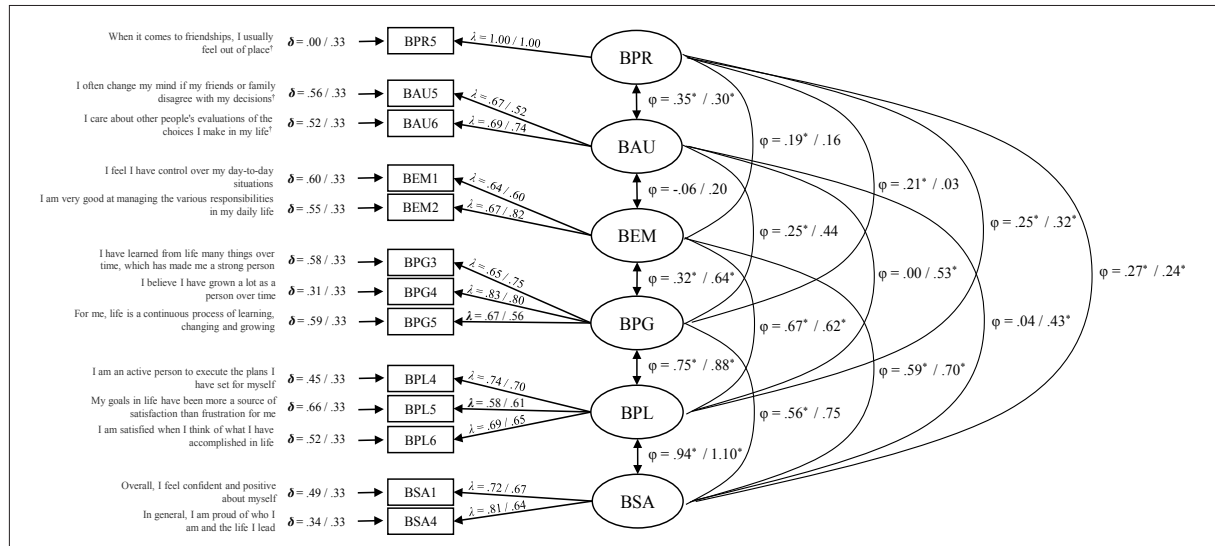 When it comes to friendships, I usually
feel out of place†
δ = .00 / .33
BPR5
λ = 1.00 / 1.00
BPR
φ = .35* / .30*
I often change my mind if my friends or family
disagree with my decisions†
δ = .56 / .33
BAU5
λ = .67 / .52
I care about other people's evaluations of the
choices I make in my life†
δ = .52 / .33
BAU6
λ = .69 / .74
BAU
φ = .19* / .16
φ = -.06 / .20
φ = .21* / .03
I feel I have control over my day-to-day
situations
δ = .60 / .33
BEM1
λ = .64 / .60
I am very good at managing the various responsibilities
in my daily life
δ = .55 / .33
BEM2
λ = .67 / .82
BEM
φ = .25* / .44
φ = .25* / .32*
φ = .32* / .64*
φ = .00 / .53*
φ = .27* / .24*
I have learned from life many things over
time, which has made me a strong person
δ = .58 / .33
BPG3
λ = .65 / .75
I believe I have grown a lot as a
person over time
δ = .31 / .33
BPG4
λ = .83 / .80
For me, life is a continuous process of learning,
changing and growing
δ = .59 / .33
BPG5
λ = .67 / .56
BPG
φ = .67* / .62*
φ = .04 / .43*
φ = .75* / .88*
φ = .59* / .70*
I am an active person to execute the plans I
have set for myself
δ = .45 / .33
BPL4
λ = .74 / .70
My goals in life have been more a source of
satisfaction than frustration for me
δ = .66 / .33
BPL5
λ = .58 / .61
I am satisfied when I think of what I have
accomplished in life
δ = .52 / .33
BPL6
λ = .69 / .65
BPL
φ = .56* / .75
φ = .94* / 1.10*
Overall, I feel confident and positive
about myself
δ = .49 / .33
BSA1
λ = .72 / .67
In general, I am proud of who I
am and the life I lead
δ = .34 / .33
BSA4
λ = .81 / .64
BSA